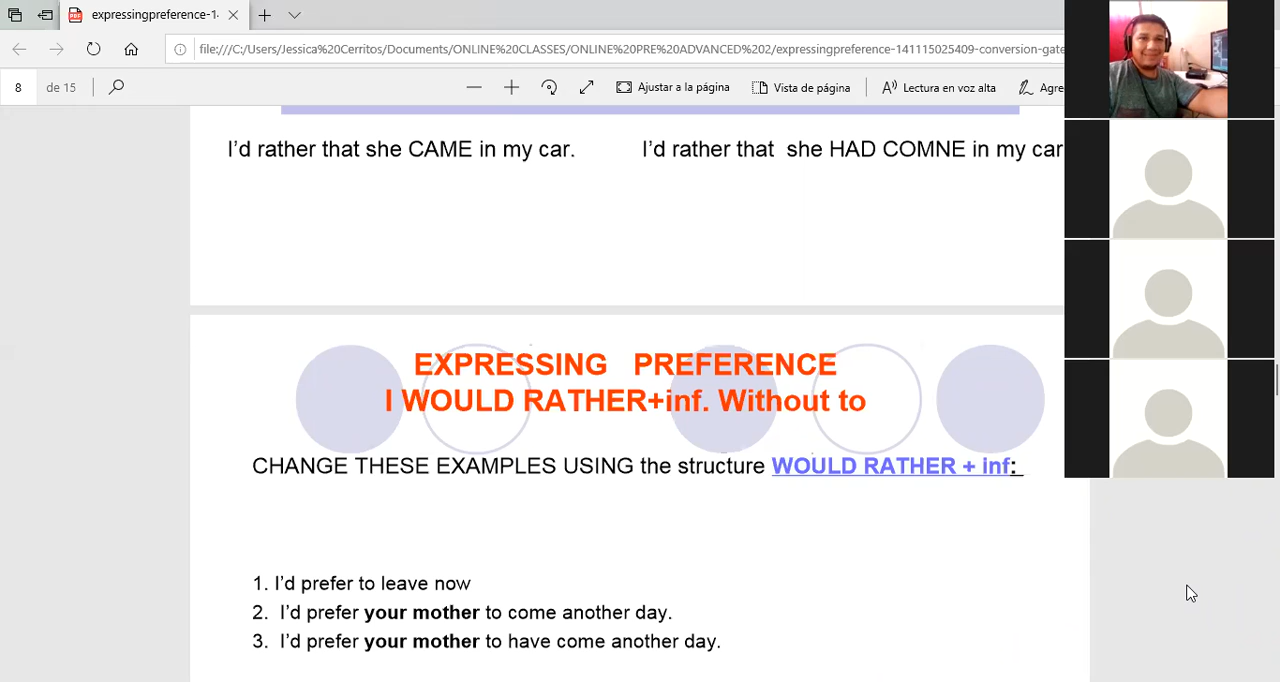 expressingpreference-1
file:///C:/Users/Jessica%20Cerritos/Documents/ONLINE%20CLASSES/ONLINE%20PRE%20ADVANCED%202/expressingpreference-141115025409-conversion-gate
8 de 15 Ajustar a la página Vista de página Lectura en voz alta Agre
I'd rather that she CAME in my car. I'd rather that she HAD COMNE in my car
EXPRESSING PREFERENCE
I WOULD RATHER+inf. Without to
CHANGE THESE EXAMPLES USING the structure WOULD RATHER + inf:
1. I'd prefer to leave now
2. I'd prefer your mother to come another day.
3. I'd prefer your mother to have come another day.